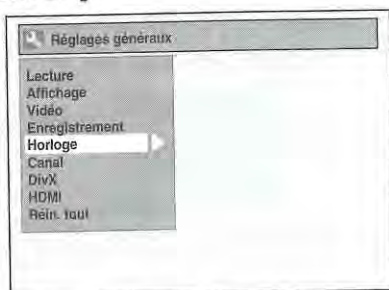 Réglages généraux
Lecture
Affichage
Vidéo
Enregistrement
Horloge
Canal
DivX
HDMI
Réin. tout